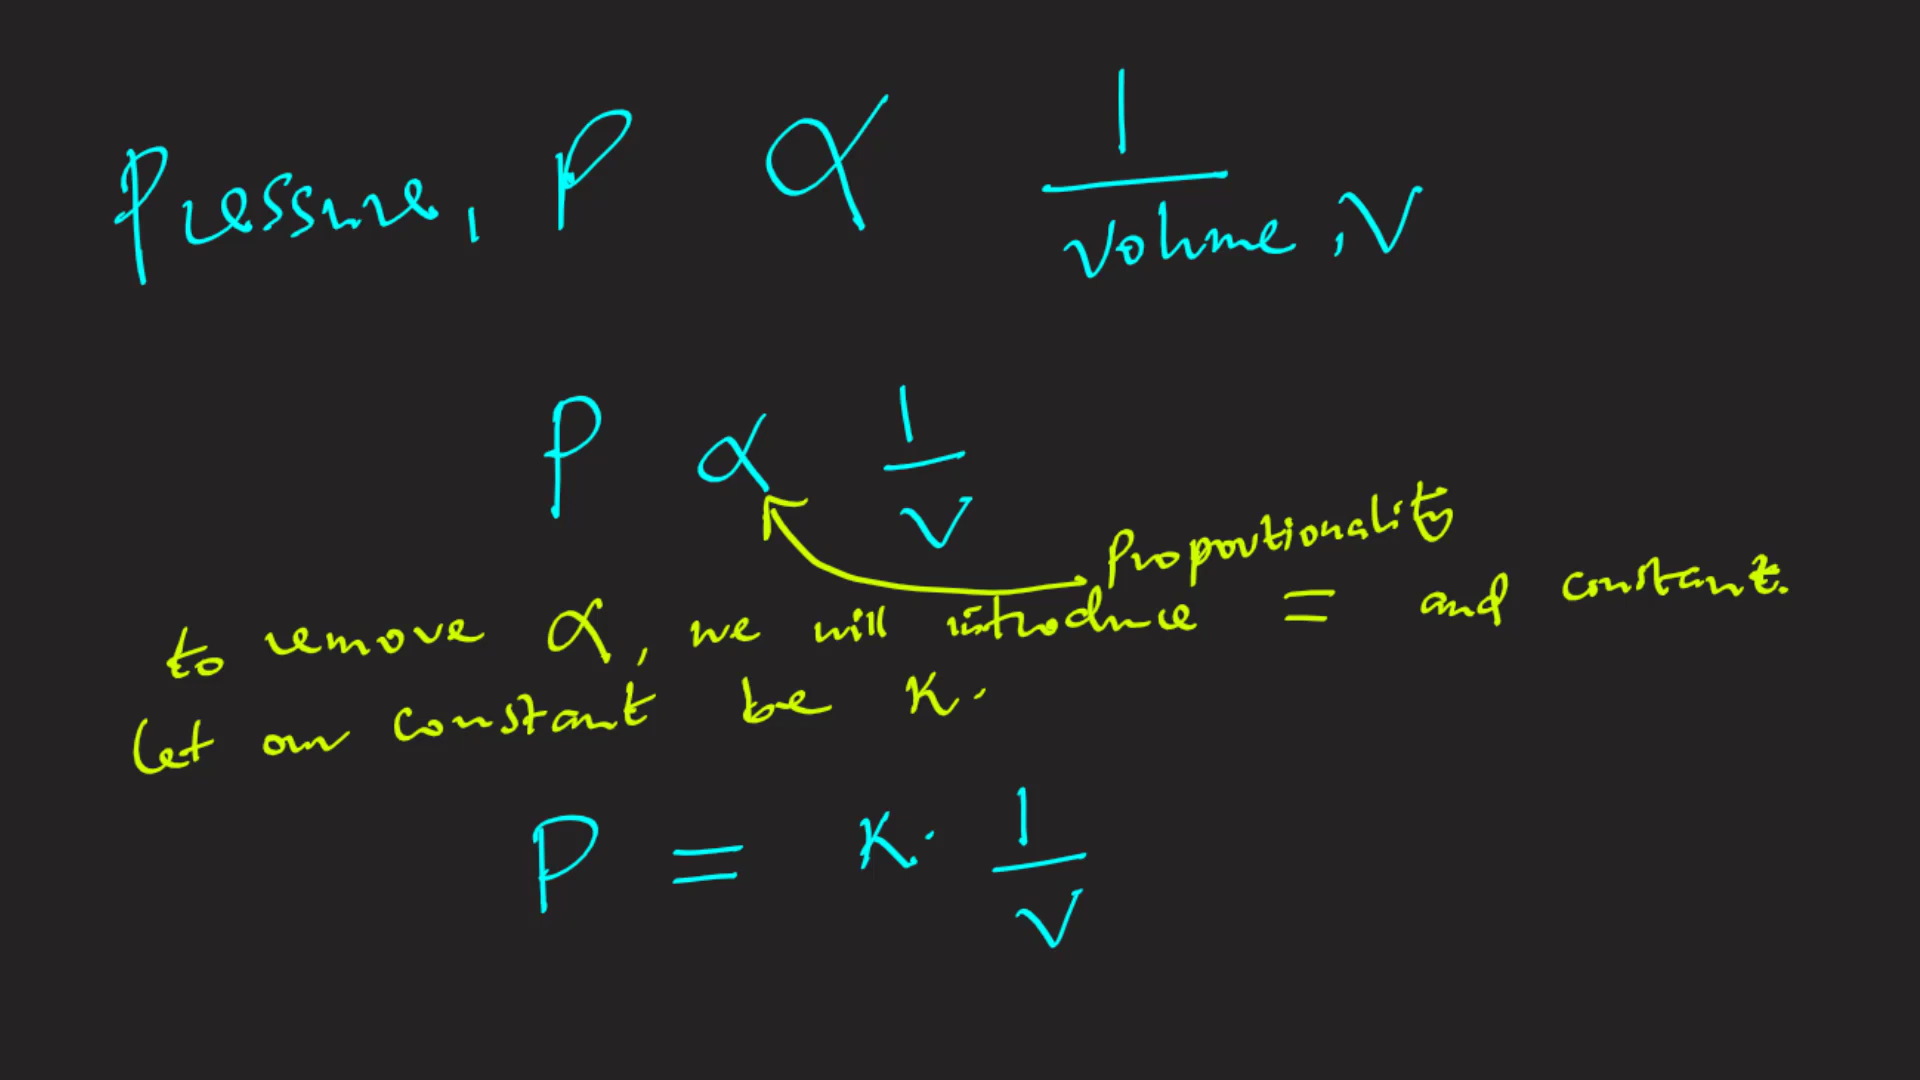 Pressure, P α 1/Volume, V
P α 1/V
Proportionality
to remove α, we will introduce = and constant.
Let our constant be K.
P = K. 1/V